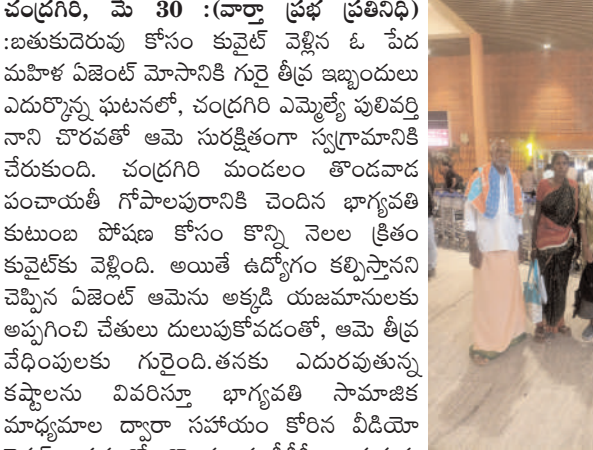 చంద్రగిరి, మే 30 :(వార్తా ప్రభ ప్రతినిధి)
:బతుకుదెరువు కోసం కువైట్ వెళ్లిన ఓ పేద
మహిళ ఏజెంట్ మోసానికి గురై తీవ్ర ఇబ్బందులు
ఎదుర్కొన్న ఘటనలో, చంద్రగిరి ఎమ్మెల్యే పులివర్తి
నాని చొరవతో ఆమె సురక్షితంగా స్వగ్రామానికి
చేరుకుంది. చంద్రగిరి మండలం తొండవాడ
పంచాయతీ గోపాలపురానికి చెందిన భాగ్యవతి
కుటుంబ పోషణ కోసం కొన్ని నెలల క్రితం
కువైట్‌కు వెళ్లింది. అయితే ఉద్యోగం కల్పిస్తానని
చెప్పిన ఏజెంట్ ఆమెను అక్కడి యజమానులకు
అప్పగించి చేతులు దులుపుకోవడంతో, ఆమె తీవ్ర
వేధింపులకు గురైంది.తనకు ఎదురవుతున్న
కష్టాలను వివరిస్తూ భాగ్యవతి సామాజిక
మాధ్యమాల ద్వారా సహాయం కోరిన వీడియో